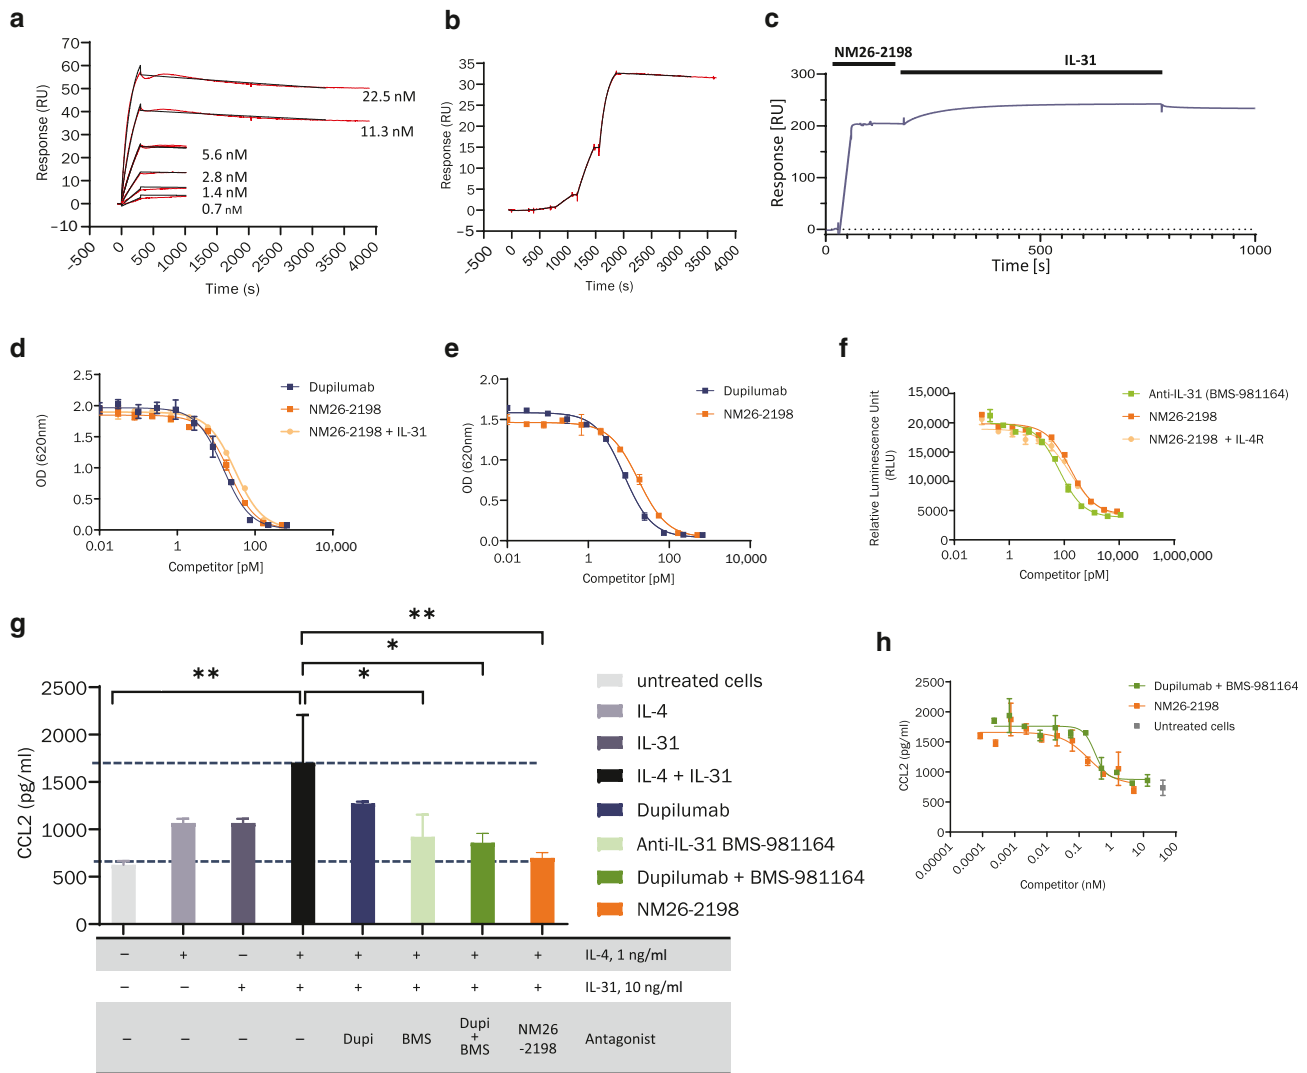 a
70
60
50
40
30
20
10
0
−10
Response (RU)
22.5 nM
11.3 nM
5.6 nM
2.8 nM
1.4 nM
0.7 nM
−500
0
500
1000
1500
2000
2500
3000
3500
4000
Time (s)
b
35
30
25
20
15
10
5
0
−5
Response (RU)
−500
0
500
1000
1500
2000
2500
3000
3500
4000
Time (s)
c
NM26-2198
IL-31
300
200
100
0
Response [RU]
0
500
1000
Time [s]
d
2.5
2.0
1.5
1.0
0.5
0.0
OD (620nm)
Dupilumab
NM26-2198
NM26-2198 + IL-31
0.01
1
100
10,000
Competitor [pM]
e
2.0
1.5
1.0
0.5
0.0
OD (620nm)
Dupilumab
NM26-2198
0.01
1
100
10,000
Competitor [pM]
f
15,000
20,000
15,000
10,000
5000
0
Relative Luminescence Unit
(RLU)
Anti-IL-31 (BMS-981164)
NM26-2198
NM26-2198 + IL-4R
0.01
1
100
10,000
1,000,000
Competitor [pM]
g
**
*
**
*
2500
2000
1500
1000
500
0
CCL2 (pg/ml)
untreated cells
IL-4
IL-31
IL-4 + IL-31
Dupilumab
Anti-IL-31 BMS-981164
Dupilumab + BMS-981164
NM26-2198
− + − + + + + + IL-4, 1 ng/ml
− − + + + + + + IL-31, 10 ng/ml
− − − − Dupi BMS Dupi + BMS NM26 -2198 Antagonist
h
2500
2000
1500
1000
500
0
CCL2 (pg/ml)
Dupilumab + BMS-981164
NM26-2198
Untreated cells
0.00001
0.0001
0.001
0.01
0.1
1
10
100
Competitor (nM)